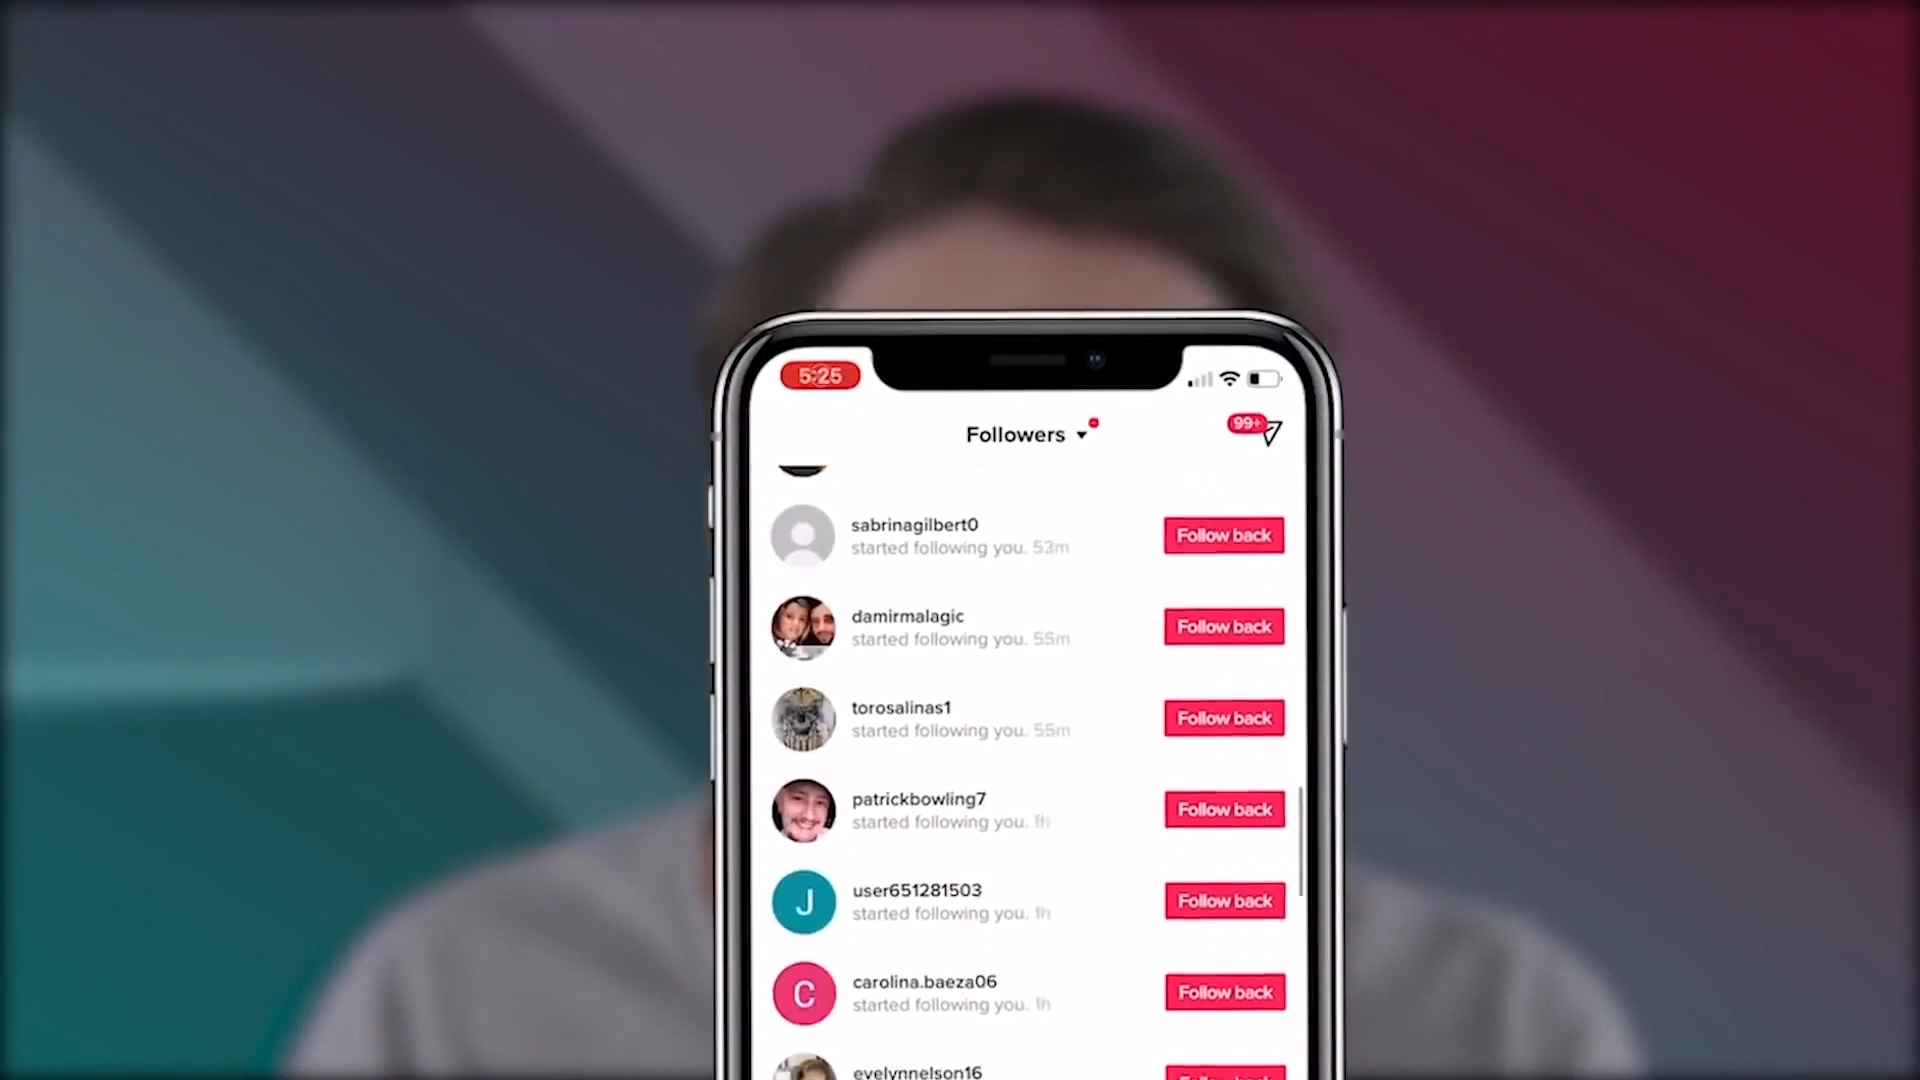 5:25
Followers
99+
sabrinagilbert0
started following you. 53m
Follow back
damirmalagic
started following you. 55m
Follow back
torosalinas1
started following you. 55m
Follow back
patrickbowling7
started following you. 1h
Follow back
J
user651281503
started following you. 1h
Follow back
C
carolina.baeza06
started following you. 1h
Follow back
evelynnelson16